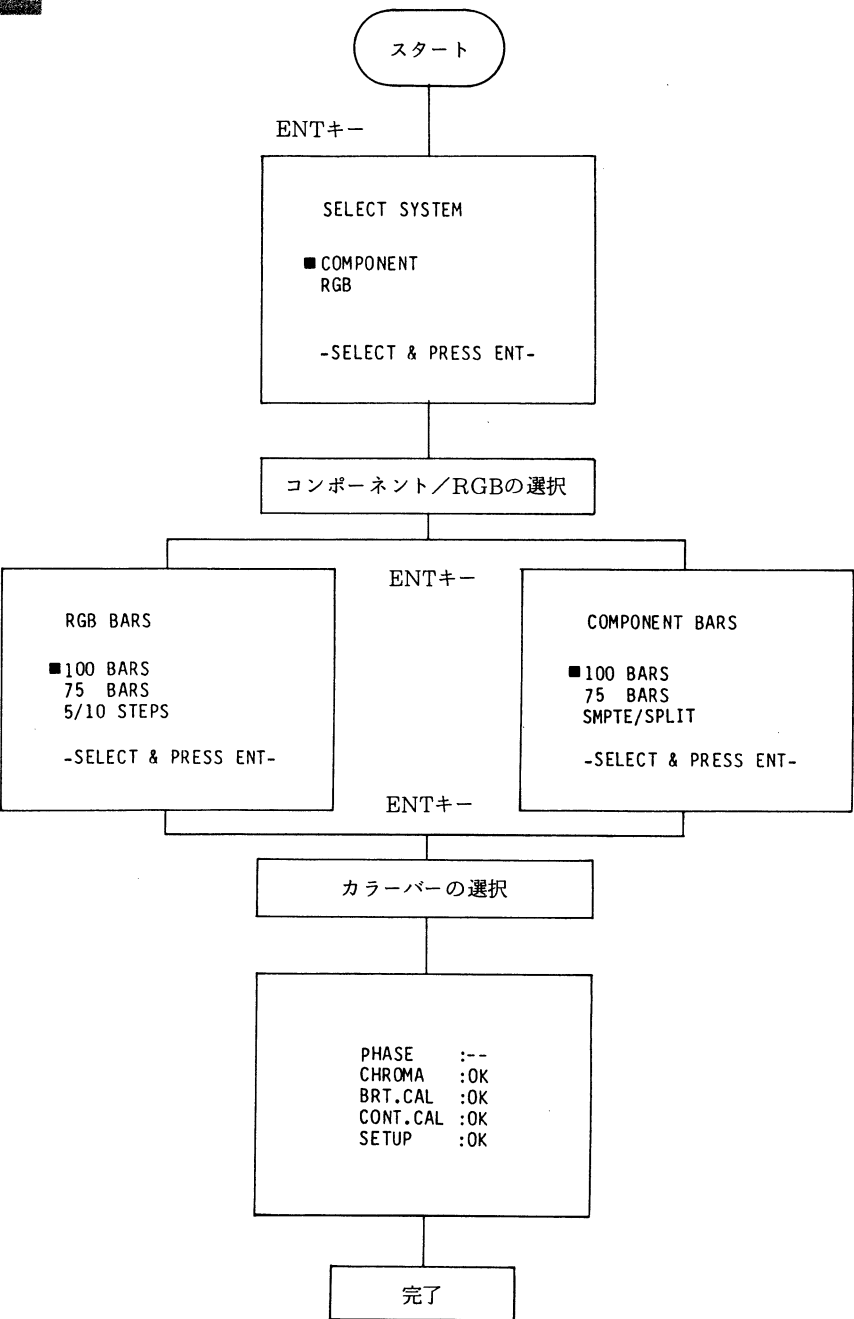 スタート
ENTキー
SELECT SYSTEM
■COMPONENT
RGB
-SELECT & PRESS ENT-
コンポーネント/RGBの選択
ENTキー
RGB BARS
■100 BARS
75 BARS
5/10 STEPS
-SELECT & PRESS ENT-
COMPONENT BARS
■100 BARS
75 BARS
SMPTE/SPLIT
-SELECT & PRESS ENT-
ENTキー
カラーバーの選択
PHASE :--
CHROMA :OK
BRT.CAL :OK
CONT.CAL :OK
SETUP :OK
完了